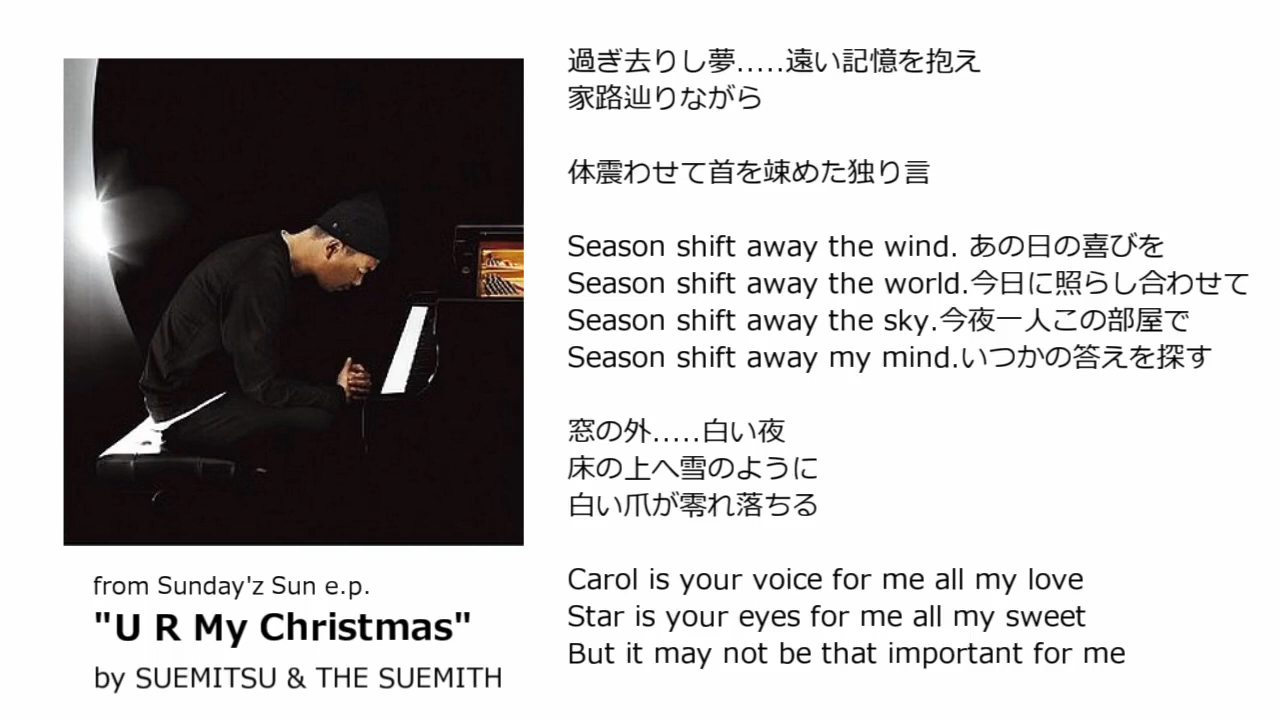 過ぎ去りし夢.....遠い記憶を抱え
家路辿りながら
体震わせて首を竦めた独り言
Season shift away the wind. あの日の喜びを
Season shift away the world.今日に照らし合わせて
Season shift away the sky.今夜一人この部屋で
Season shift away my mind.いつかの答えを探す
窓の外.....白い夜
床の上へ雪のように
白い爪が零れ落ちる
Carol is your voice for me all my love
Star is your eyes for me all my sweet
But it may not be that important for me
from Sunday'z Sun e.p.
"U R My Christmas"
by SUEMITSU & THE SUEMITH